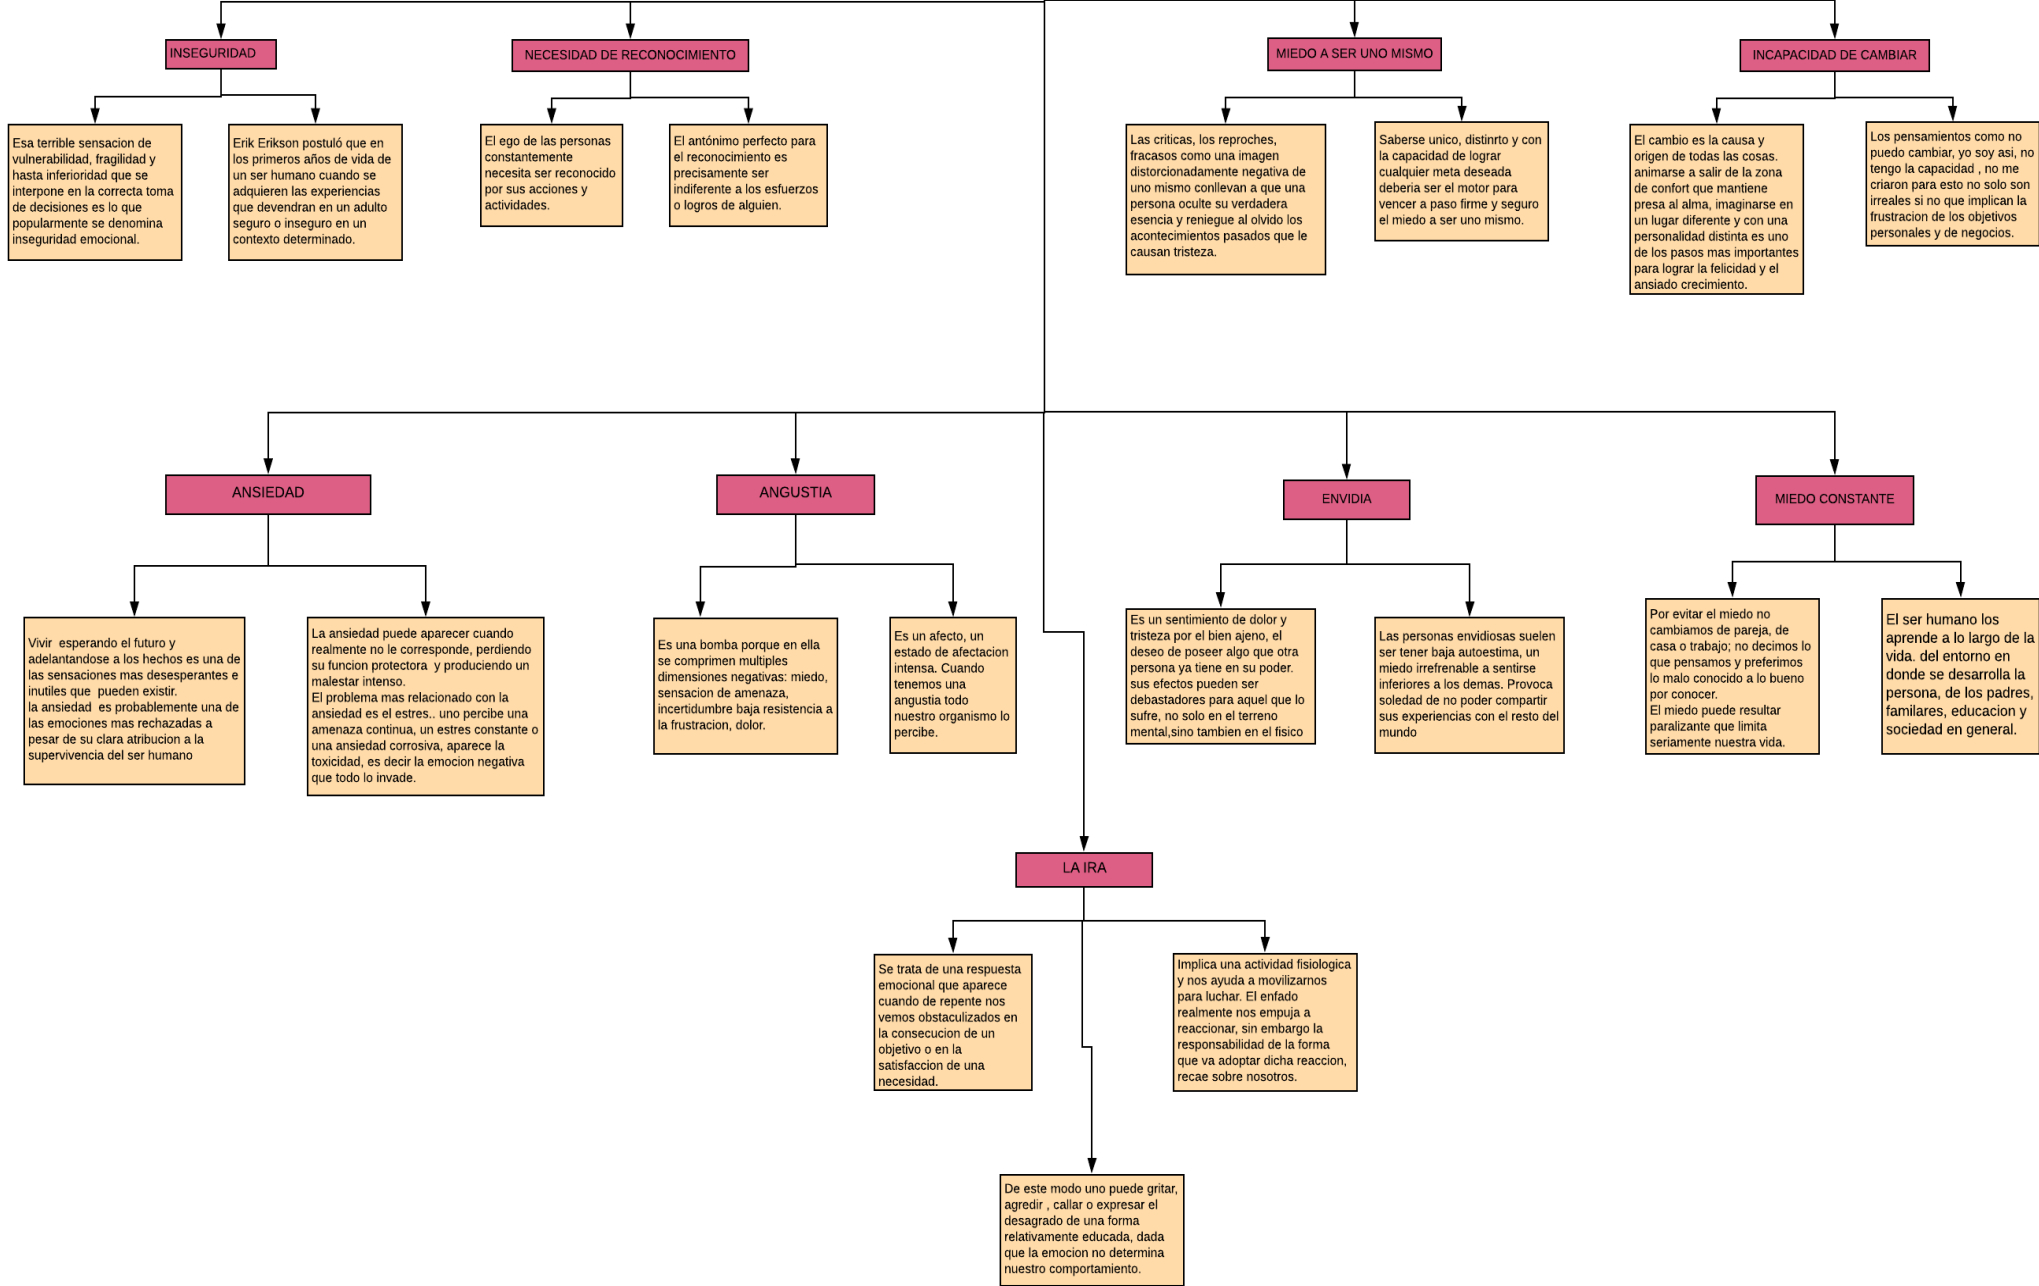 INSEGURIDAD
NECESIDAD DE RECONOCIMIENTO
MIEDO A SER UNO MISMO
INCAPACIDAD DE CAMBIAR
Esa terrible sensacion de
vulnerabilidad, fragilidad y
hasta inferioridad que se
interpone en la correcta toma
de decisiones es lo que
popularmente se denomina
inseguridad emocional.
Erik Erikson postuló que en
los primeros años de vida de
un ser humano cuando se
adquieren las experiencias
que devendran en un adulto
seguro o inseguro en un
contexto determinado.
El ego de las personas
constantemente
necesita ser reconocido
por sus acciones y
actividades.
El antónimo perfecto para
el reconocimiento es
precisamente ser
indiferente a los esfuerzos
o logros de alguien.
Las criticas, los reproches,
fracasos como una imagen
distorcionadamente negativa de
uno mismo conllevan a que una
persona oculte su verdadera
esencia y reniegue al olvido los
acontecimientos pasados que le
causan tristeza.
Saberse unico, distinrto y con
la capacidad de lograr
cualquier meta deseada
deberia ser el motor para
vencer a paso firme y seguro
el miedo a ser uno mismo.
El cambio es la causa y
origen de todas las cosas.
animarse a salir de la zona
de confort que mantiene
presa al alma, imaginarse en
un lugar diferente y con una
personalidad distinta es uno
de los pasos mas importantes
para lograr la felicidad y el
ansiado crecimiento.
Los pensamientos como no
puedo cambiar, yo soy asi, no
tengo la capacidad , no me
criaron para esto no solo son
irreales si no que implican la
frustracion de los objetivos
personales y de negocios.
ANSIEDAD
ANGUSTIA
ENVIDIA
MIEDO CONSTANTE
Vivir  esperando el futuro y
adelantandose a los hechos es una de
las sensaciones mas desesperantes e
inutiles que  pueden existir.
la ansiedad  es probablemente una de
las emociones mas rechazadas a
pesar de su clara atribucion a la
supervivencia del ser humano
La ansiedad puede aparecer cuando
realmente no le corresponde, perdiendo
su funcion protectora  y produciendo un
malestar intenso.
El problema mas relacionado con la
ansiedad es el estres.. uno percibe una
amenaza continua, un estres constante o
una ansiedad corrosiva, aparece la
toxicidad, es decir la emocion negativa
que todo lo invade.
Es una bomba porque en ella
se comprimen multiples
dimensiones negativas: miedo,
sensacion de amenaza,
incertidumbre baja resistencia a
la frustracion, dolor.
Es un afecto, un
estado de afectacion
intensa. Cuando
tenemos una
angustia todo
nuestro organismo lo
percibe.
Es un sentimiento de dolor y
tristeza por el bien ajeno, el
deseo de poseer algo que otra
persona ya tiene en su poder.
sus efectos pueden ser
debastadores para aquel que lo
sufre, no solo en el terreno
mental,sino tambien en el fisico
Las personas envidiosas suelen
ser tener baja autoestima, un
miedo irrefrenable a sentirse
inferiores a los demas. Provoca
soledad de no poder compartir
sus experiencias con el resto del
mundo
Por evitar el miedo no
cambiamos de pareja, de
casa o trabajo; no decimos lo
que pensamos y preferimos
lo malo conocido a lo bueno
por conocer.
El miedo puede resultar
paralizante que limita
seriamente nuestra vida.
El ser humano los
aprende a lo largo de la
vida. del entorno en
donde se desarrolla la
persona, de los padres,
familares, educacion y
sociedad en general.
LA IRA
Se trata de una respuesta
emocional que aparece
cuando de repente nos
vemos obstaculizados en
la consecucion de un
objetivo o en la
satisfaccion de una
necesidad.
Implica una actividad fisiologica
y nos ayuda a movilizarnos
para luchar. El enfado
realmente nos empuja a
reaccionar, sin embargo la
responsabilidad de la forma
que va adoptar dicha reaccion,
recae sobre nosotros.
De este modo uno puede gritar,
agredir , callar o expresar el
desagrado de una forma
relativamente educada, dada
que la emocion no determina
nuestro comportamiento.